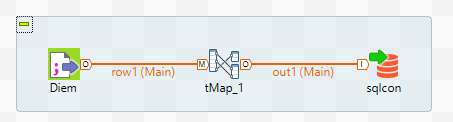 O row1 (Main) M O out1 (Main) I
Diem tMap_1 sqlcon